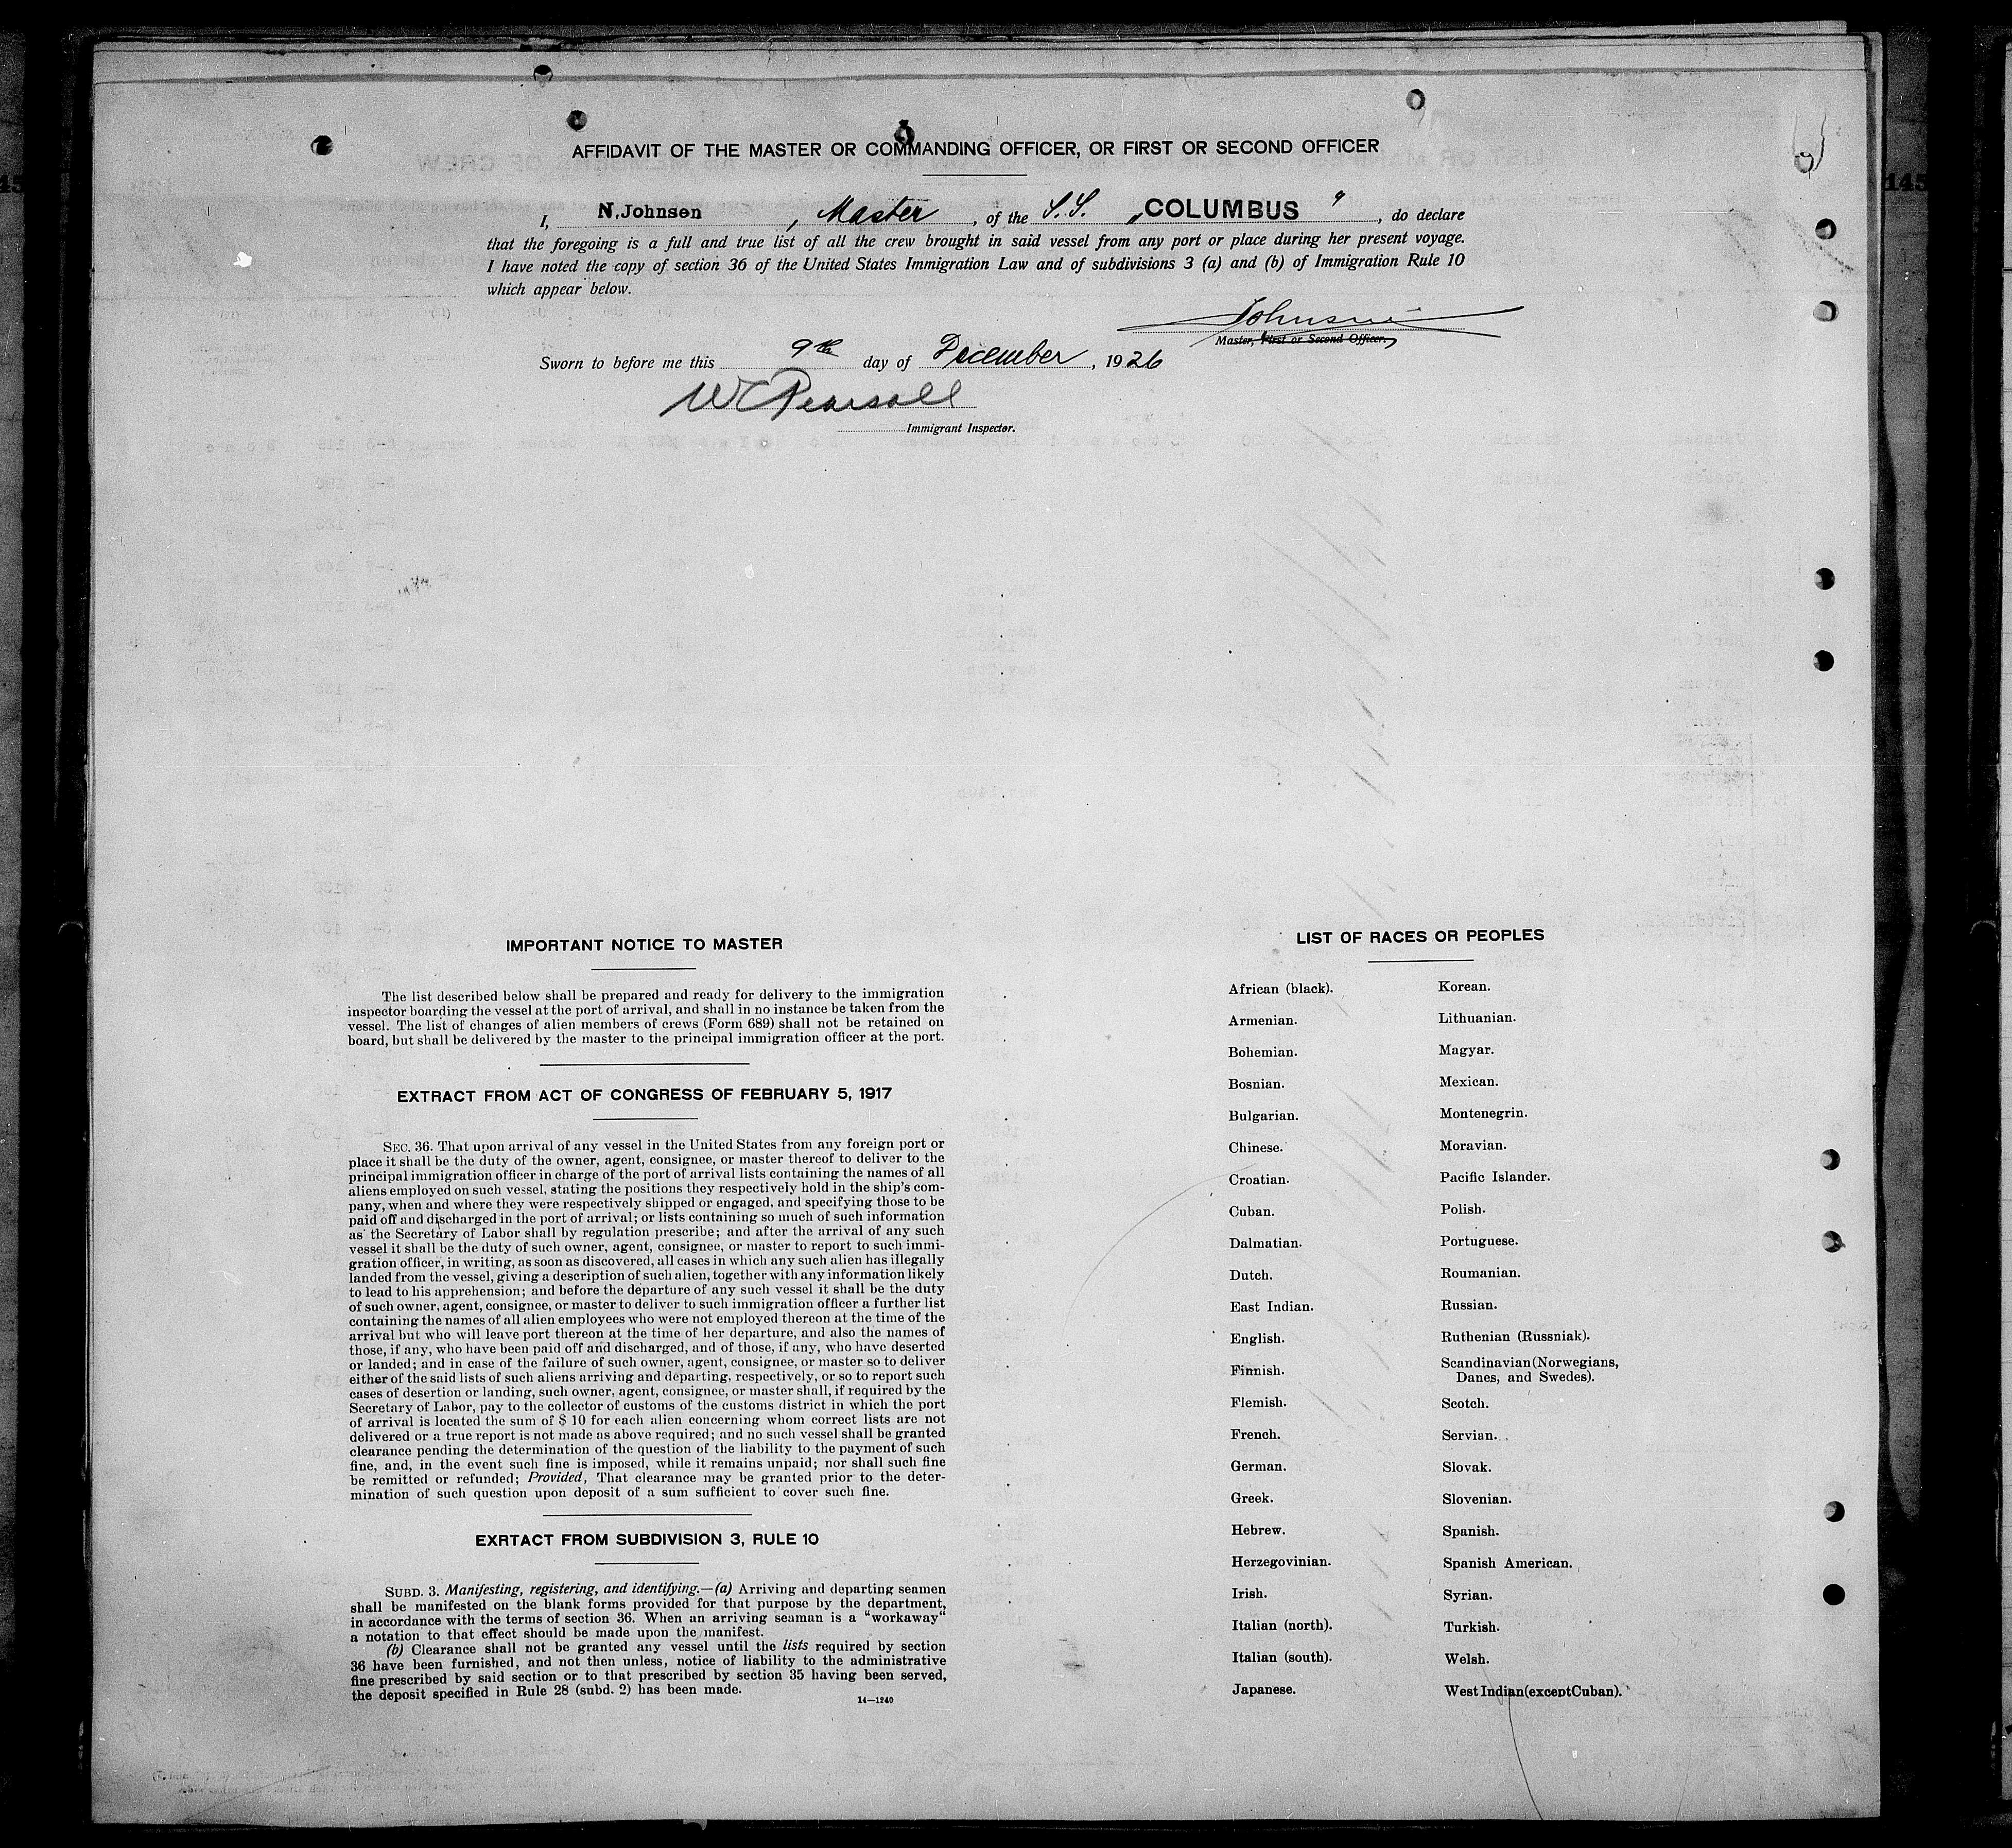 AFFIDAVIT OF THE MASTER OR COMMANDING OFFICER, OR FIRST OR SECOND OFFICER
I, N. Johnsen, Master, of the S.S. „COLUMBUS“, do declare
that the foregoing is a full and true list of all the crew brought in said vessel from any port or place during her present voyage.
I have noted the copy of section 36 of the United States Immigration Law and of subdivisions 3 (a) and (b) of Immigration Rule 10
which appear below.
Johnsen
Master, First or Second Officer.
Sworn to before me this 9th day of December, 1926
W C Pearsall
Immigrant Inspector.
145
IMPORTANT NOTICE TO MASTER
The list described below shall be prepared and ready for delivery to the immigration
inspector boarding the vessel at the port of arrival, and shall in no instance be taken from the
vessel. The list of changes of alien members of crews (Form 689) shall not be retained on
board, but shall be delivered by the master to the principal immigration officer at the port.
EXTRACT FROM ACT OF CONGRESS OF FEBRUARY 5, 1917
SEC. 36. That upon arrival of any vessel in the United States from any foreign port or
place it shall be the duty of the owner, agent, consignee, or master thereof to deliver to the
principal immigration officer in charge of the port of arrival lists containing the names of all
aliens employed on such vessel, stating the positions they respectively hold in the ship's com-
pany, when and where they were respectively shipped or engaged, and specifying those to be
paid off and discharged in the port of arrival; or lists containing so much of such information
as the Secretary of Labor shall by regulation prescribe; and after the arrival of any such
vessel it shall be the duty of such owner, agent, consignee, or master to report to such immi-
gration officer, in writing, as soon as discovered, all cases in which any such alien has illegally
landed from the vessel, giving a description of such alien, together with any information likely
to lead to his apprehension; and before the departure of any such vessel it shall be the duty
of such owner, agent, consignee, or master to deliver to such immigration officer a further list
containing the names of all alien employees who were not employed thereon at the time of the
arrival but who will leave port thereon at the time of her departure, and also the names of
those, if any, who have been paid off and discharged, and of those, if any, who have deserted
or landed; and in case of the failure of such owner, agent, consignee, or master so to deliver
either of the said lists of such aliens arriving and departing, respectively, or so to report such
cases of desertion or landing, such owner, agent, consignee, or master shall, if required by the
Secretary of Labor, pay to the collector of customs of the customs district in which the port
of arrival is located the sum of $ 10 for each alien concerning whom correct lists are not
delivered or a true report is not made as above required; and no such vessel shall be granted
clearance pending the determination of the question of the liability to the payment of such
fine, and, in the event such fine is imposed, while it remains unpaid; nor shall such fine
be remitted or refunded; Provided, That clearance may be granted prior to the deter-
mination of such question upon deposit of a sum sufficient to cover such fine.
EXRTACT FROM SUBDIVISION 3, RULE 10
SUBD. 3. Manifesting, registering, and identifying.—(a) Arriving and departing seamen
shall be manifested on the blank forms provided for that purpose by the department,
in accordance with the terms of section 36. When an arriving seaman is a “workaway“
a notation to that effect should be made upon the manifest.
(b) Clearance shall not be granted any vessel until the lists required by section
36 have been furnished, and not then unless, notice of liability to the administrative
fine prescribed by said section or to that prescribed by section 35 having been served,
the deposit specified in Rule 28 (subd. 2) has been made.
14—1240
LIST OF RACES OR PEOPLES
African (black).
Armenian.
Bohemian.
Bosnian.
Bulgarian.
Chinese.
Croatian.
Cuban.
Dalmatian.
Dutch.
East Indian.
English.
Finnish.
Flemish.
French.
German.
Greek.
Hebrew.
Herzegovinian.
Irish.
Italian (north).
Italian (south).
Japanese.
Korean.
Lithuanian.
Magyar.
Mexican.
Montenegrin.
Moravian.
Pacific Islander.
Polish.
Portuguese.
Roumanian.
Russian.
Ruthenian (Russniak).
Scandinavian (Norwegians,
Danes, and Swedes).
Scotch.
Servian.
Slovak.
Slovenian.
Spanish.
Spanish American.
Syrian.
Turkish.
Welsh.
West Indian (except Cuban).